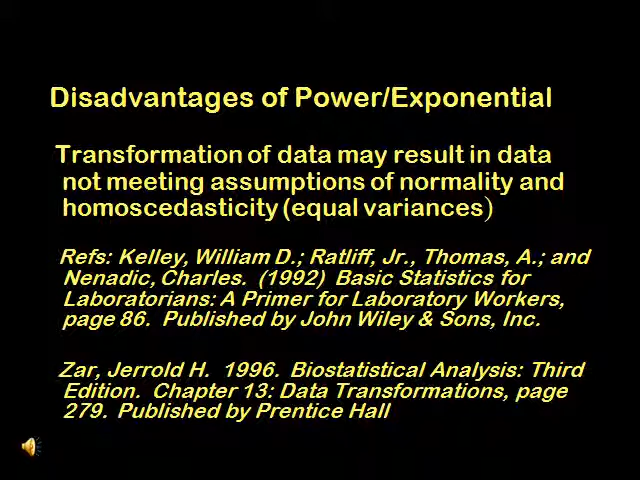 Disadvantages of Power/Exponential
Transformation of data may result in data
not meeting assumptions of normality and
homoscedasticity (equal variances)
Refs: Kelley, William D.; Ratliff, Jr., Thomas, A.; and
Nenadic, Charles. (1992) Basic Statistics for
Laboratorians: A Primer for Laboratory Workers,
page 86. Published by John Wiley & Sons, Inc.
Zar, Jerrold H. 1996. Biostatistical Analysis: Third
Edition. Chapter 13: Data Transformations, page
279. Published by Prentice Hall